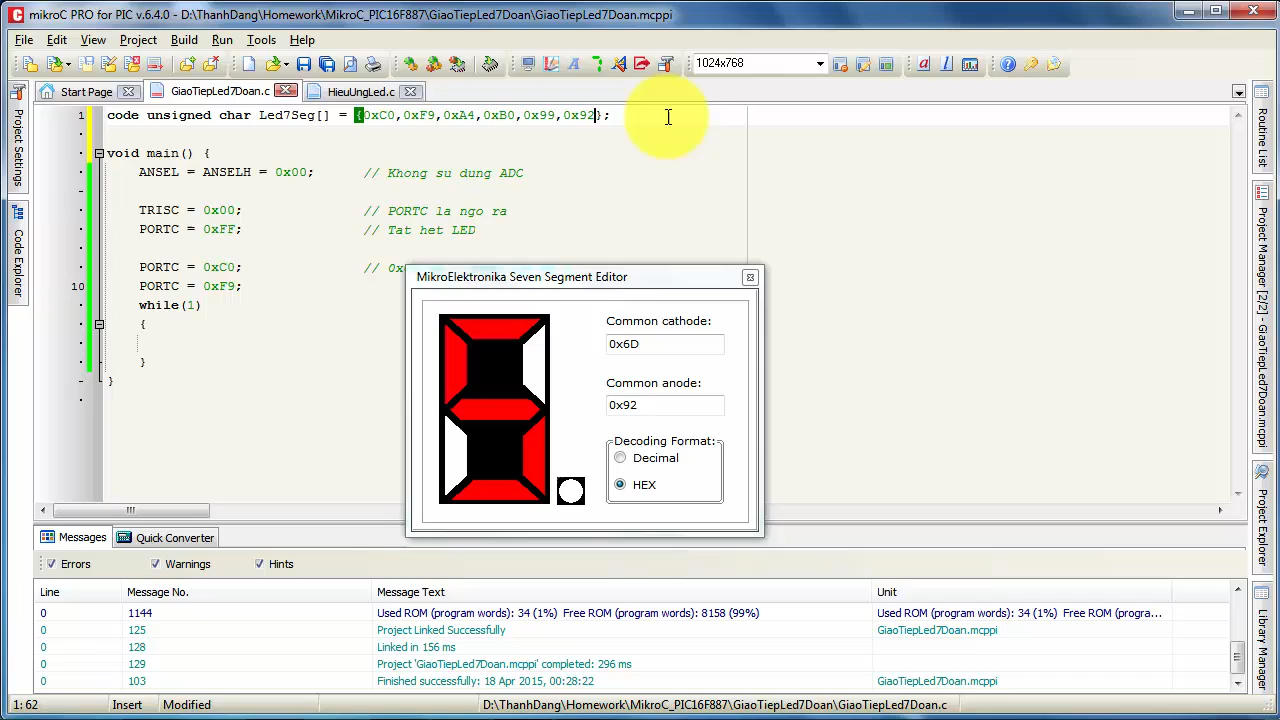 mikroC PRO for PIC v.6.4.0 - D:\ThanhDang\Homework\MikroC_PIC16F887\GiaoTiepLed7Doan\GiaoTiepLed7Doan.mcppi
File Edit View Project Build Run Tools Help
1024x768
Start Page GiaoTiepLed7Doan.c HieuUngLed.c
1 code unsigned char Led7Seg[] = {0xC0,0xF9,0xA4,0xB0,0x99,0x92};
void main() {
ANSEL = ANSELH = 0x00; // Khong su dung ADC
TRISC = 0x00; // PORTC la ngo ra
PORTC = 0xFF; // Tat het LED
PORTC = 0xC0; // 0x
10 PORTC = 0xF9;
while(1)
{
}
}
MikroElektronika Seven Segment Editor
Common cathode:
0x6D
Common anode:
0x92
Decoding Format:
Decimal
HEX
Project Settings
Code Explorer
Routine List
Project Manager [2/2] - GiaoTiepLed7Doan.mcppi
Project Explorer
Library Manager
Messages Quick Converter
Errors Warnings Hints
Line Message No. Message Text Unit
0 1144 Used ROM (program words): 34 (1%) Free ROM (program words): 8158 (99%) Used ROM (program words): 34 (1%) Free ROM (progra...
0 125 Project Linked Successfully GiaoTiepLed7Doan.mcppi
0 128 Linked in 156 ms
0 129 Project 'GiaoTiepLed7Doan.mcppi' completed: 296 ms
0 103 Finished successfully: 18 Apr 2015, 00:28:22 GiaoTiepLed7Doan.mcppi
1:62 Insert Modified D:\ThanhDang\Homework\MikroC_PIC16F887\GiaoTiepLed7Doan\GiaoTiepLed7Doan.c